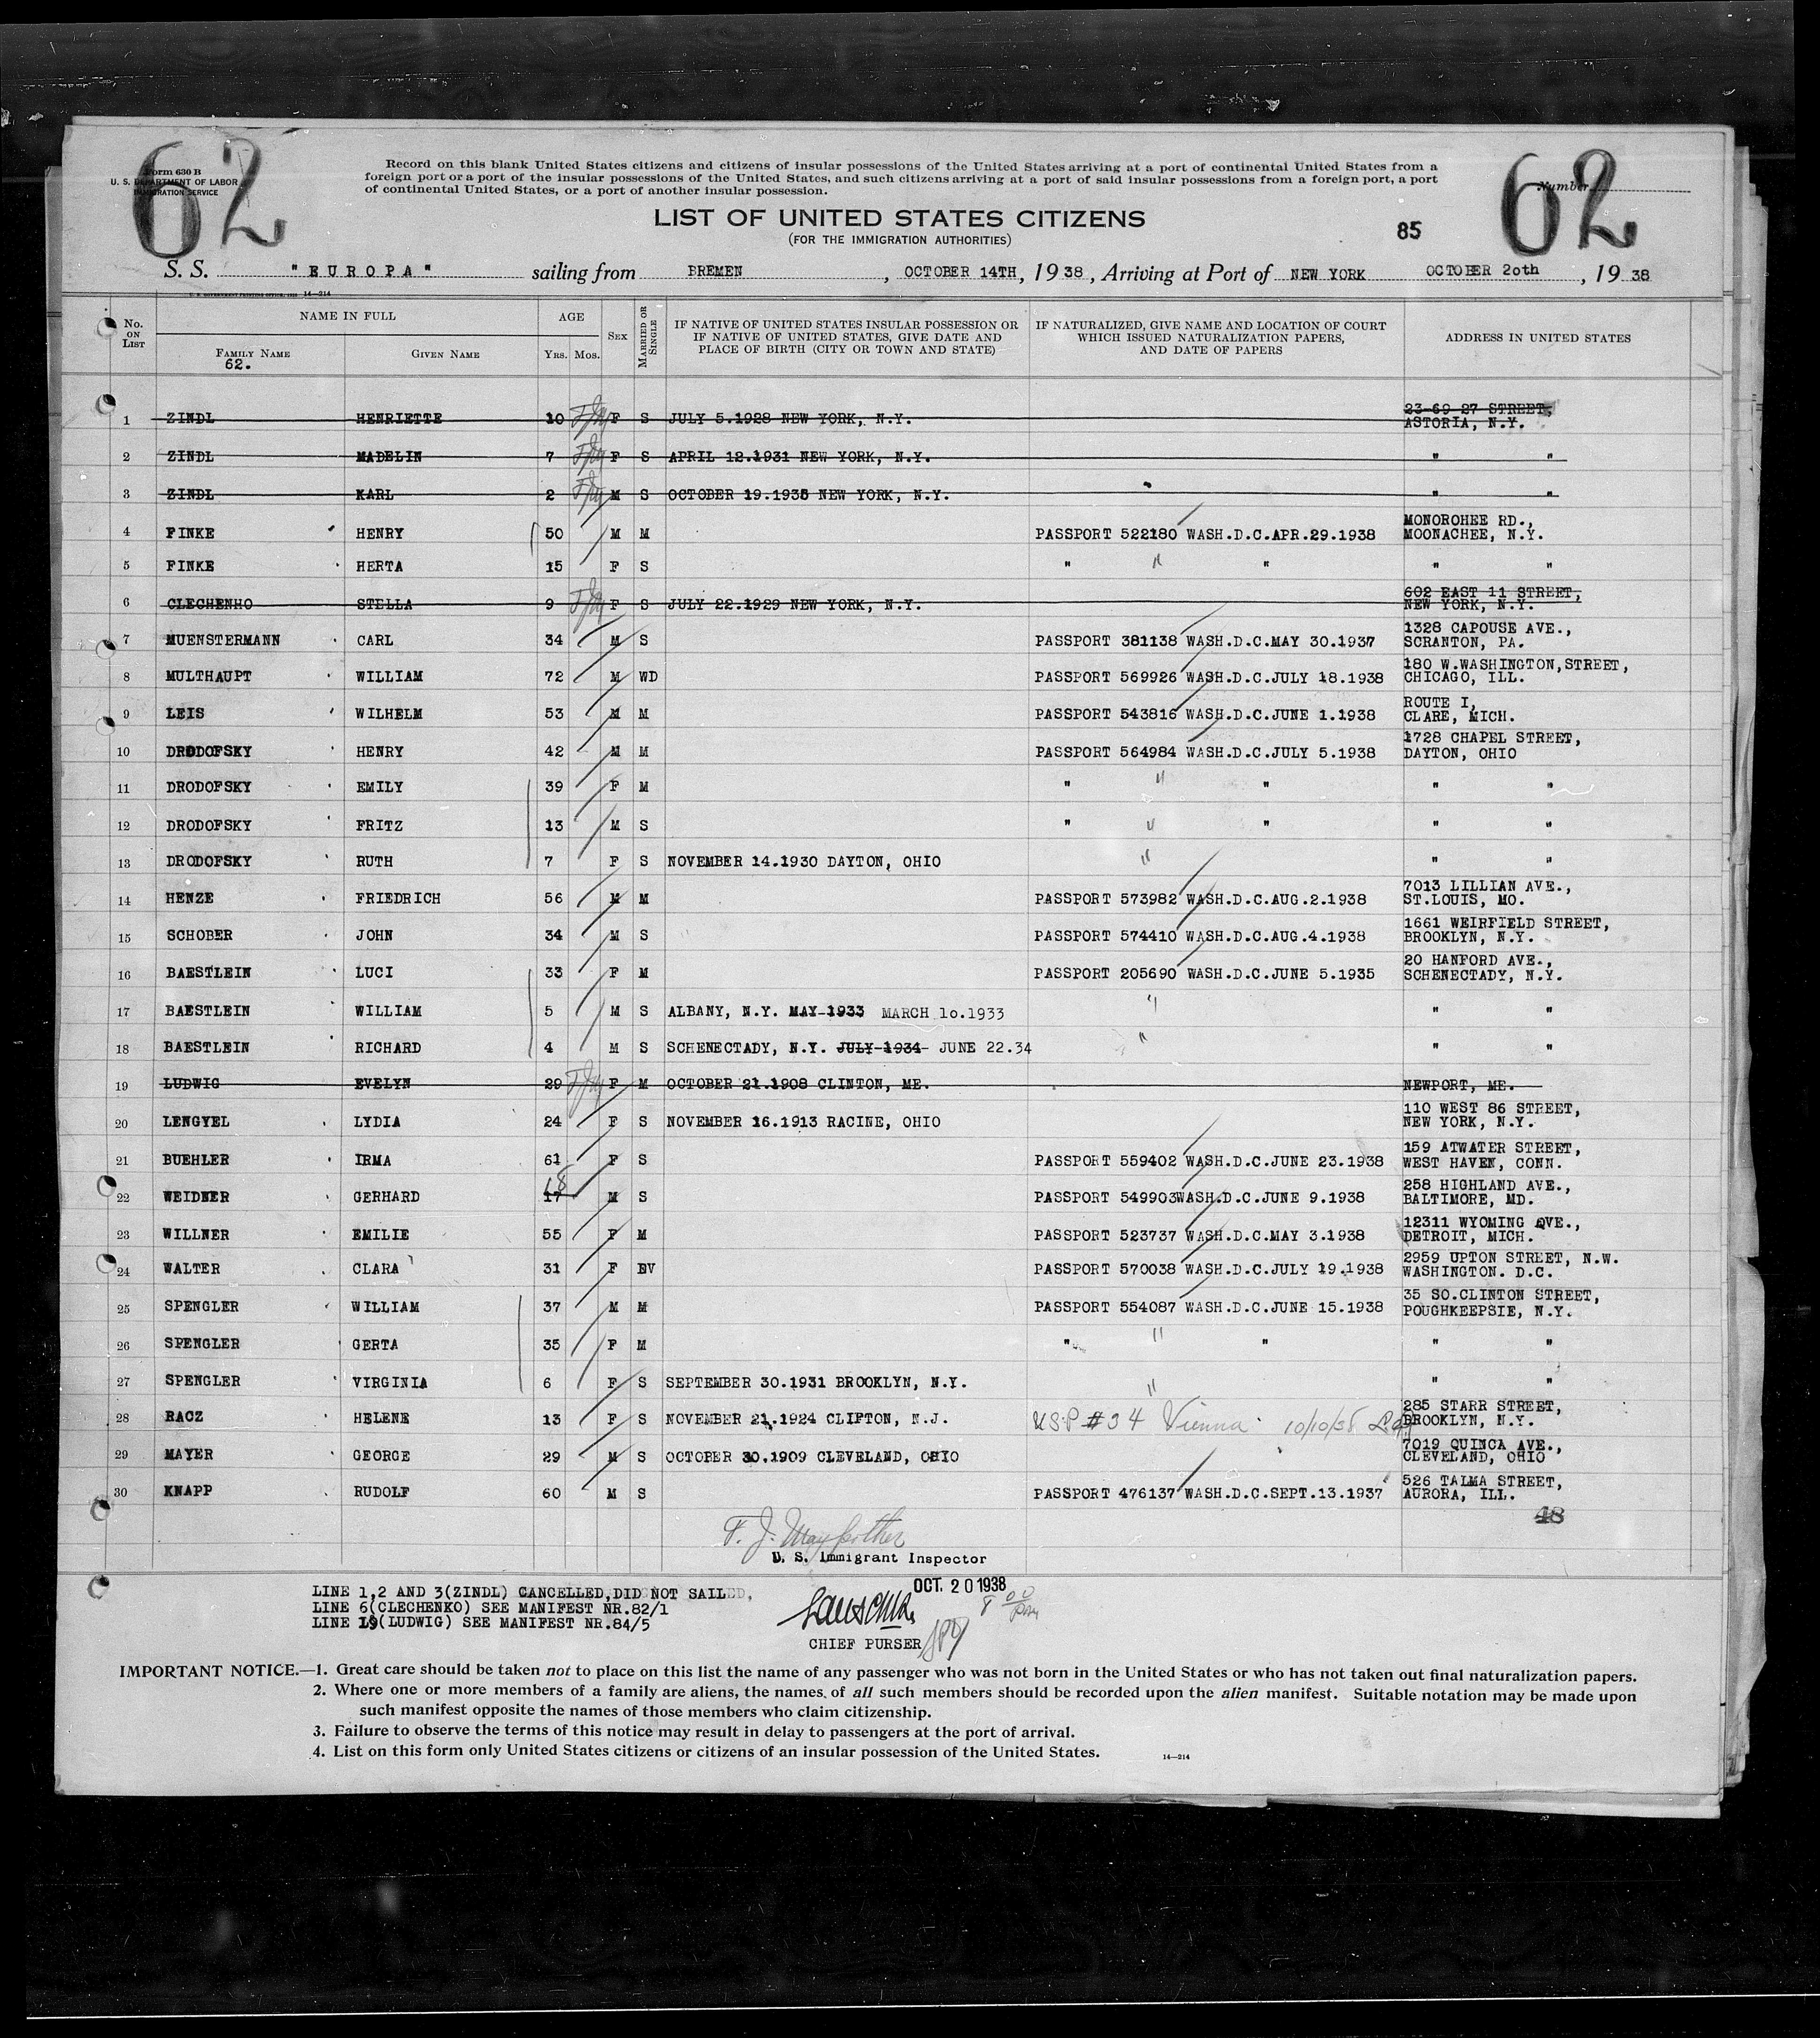 62
62
Form 630 B
U. S. DEPARTMENT OF LABOR
IMMIGRATION SERVICE
Record on this blank United States citizens and citizens of insular possessions of the United States arriving at a port of continental United States from a
foreign port or a port of the insular possessions of the United States, and such citizens arriving at a port of said insular possessions from a foreign port, a port
of continental United States, or a port of another insular possession.
Number
LIST OF UNITED STATES CITIZENS
(FOR THE IMMIGRATION AUTHORITIES)
85
S. S. "EUROPA" sailing from BREMEN, OCTOBER 14TH, 1938, Arriving at Port of NEW YORK OCTOBER 2oth, 1938
U. S. GOVERNMENT PRINTING OFFICE 14—214
No. ON LIST
NAME IN FULL
FAMILY NAME
GIVEN NAME
AGE
YRS. MOS.
SEX
MARRIED OR SINGLE
IF NATIVE OF UNITED STATES INSULAR POSSESSION OR
IF NATIVE OF UNITED STATES, GIVE DATE AND
PLACE OF BIRTH (CITY OR TOWN AND STATE)
IF NATURALIZED, GIVE NAME AND LOCATION OF COURT
WHICH ISSUED NATURALIZATION PAPERS,
AND DATE OF PAPERS
ADDRESS IN UNITED STATES
62.
1 ZINDL HENRIETTE 10 F S JULY 5.1928 NEW YORK, N.Y. 23-69 27 STREET,
ASTORIA, N.Y.
2 ZINDL MADELIN 7 F S APRIL 12.1931 NEW YORK, N.Y. " "
3 ZINDL KARL 2 M S OCTOBER 19.1935 NEW YORK, N.Y. " "
4 FINKE HENRY 50 M M PASSPORT 522180 WASH.D.C.APR.29.1938 MONOROHEE RD.,
MOONACHEE, N.Y.
5 FINKE HERTA 15 F S " " " " "
6 CLECHENHO STELLA 9 F S JULY 22.1929 NEW YORK, N.Y. 602 EAST 11 STREET,
NEW YORK, N.Y.
7 MUENSTERMANN CARL 34 M S PASSPORT 381138 WASH.D.C.MAY 30.1937 1328 CAPOUSE AVE.,
SCRANTON, PA.
8 MULTHAUPT WILLIAM 72 M WD PASSPORT 569926 WASH.D.C.JULY 18.1938 180 W.WASHINGTON,STREET,
CHICAGO, ILL.
9 LEIS WILHELM 53 M M PASSPORT 543816 WASH.D.C.JUNE 1.1938 ROUTE I,
CLARE, MICH.
10 DRODOFSKY HENRY 42 M M PASSPORT 564984 WASH.D.C.JULY 5.1938 1728 CHAPEL STREET,
DAYTON, OHIO
11 DRODOFSKY EMILY 39 F M " " " " "
12 DRODOFSKY FRITZ 13 M S " " " " "
13 DRODOFSKY RUTH 7 F S NOVEMBER 14.1930 DAYTON, OHIO " " "
14 HENZE FRIEDRICH 56 M M PASSPORT 573982 WASH.D.C.AUG.2.1938 7013 LILLIAN AVE.,
ST.LOUIS, MO.
15 SCHOBER JOHN 34 M S PASSPORT 574410 WASH.D.C.AUG.4.1938 1661 WEIRFIELD STREET,
BROOKLYN, N.Y.
16 BAESTLEIN LUCI 33 F M PASSPORT 205690 WASH.D.C.JUNE 5.1935 20 HANFORD AVE.,
SCHENECTADY, N.Y.
17 BAESTLEIN WILLIAM 5 M S ALBANY, N.Y. MAY-1933 MARCH 1o.1933 " " "
18 BAESTLEIN RICHARD 4 M S SCHENECTADY, N.Y. JULY-1934- JUNE 22.34 " " "
19 LUDWIG EVELYN 29 F M OCTOBER 21.1908 CLINTON, ME. NEWPORT, ME.
20 LENGYEL LYDIA 24 F S NOVEMBER 16.1913 RACINE, OHIO 110 WEST 86 STREET,
NEW YORK, N.Y.
21 BUEHLER IRMA 61 F S PASSPORT 559402 WASH.D.C.JUNE 23.1938 159 ATWATER STREET,
WEST HAVEN, CONN.
22 WEIDNER GERHARD 17 18 M S PASSPORT 549903WASH.D.C.JUNE 9.1938 258 HIGHLAND AVE.,
BALTIMORE, MD.
23 WILLNER EMILIE 55 F M PASSPORT 523737 WASH.D.C.MAY 3.1938 12311 WYOMING AVE.,
DETROIT, MICH.
24 WALTER CLARA 31 F EV PASSPORT 570038 WASH.D.C.JULY 19.1938 2959 UPTON STREET, N.W.
WASHINGTON. D.C.
25 SPENGLER WILLIAM 37 M M PASSPORT 554087 WASH.D.C.JUNE 15.1938 35 SO.CLINTON STREET,
POUGHKEEPSIE, N.Y.
26 SPENGLER GERTA 35 F M " " " " "
27 SPENGLER VIRGINIA 6 F S SEPTEMBER 30.1931 BROOKLYN, N.Y. " " "
28 RACZ HELENE 13 F S NOVEMBER 21.1924 CLIFTON, N.J. USP #34 Vienna 10/10/38 285 STARR STREET,
BROOKLYN, N.Y.
29 MAYER GEORGE 29 M S OCTOBER 30.1909 CLEVELAND, OHIO 7019 QUINCA AVE.,
CLEVELAND, OHIO
30 KNAPP RUDOLF 60 M S PASSPORT 476137 WASH.D.C.SEPT.13.1937 526 TALMA STREET,
AURORA, ILL.
48
F. J. Mayferther
U. S. Immigrant Inspector
OCT. 20 1938
8 00 pm
LINE 1,2 AND 3(ZINDL) CANCELLED,DID NOT SAILED,
LINE 6(CLECHENKO) SEE MANIFEST NR.82/1
LINE 19(LUDWIG) SEE MANIFEST NR.84/5
CHIEF PURSER
IMPORTANT NOTICE.—1. Great care should be taken not to place on this list the name of any passenger who was not born in the United States or who has not taken out final naturalization papers.
2. Where one or more members of a family are aliens, the names of all such members should be recorded upon the alien manifest. Suitable notation may be made upon
such manifest opposite the names of those members who claim citizenship.
3. Failure to observe the terms of this notice may result in delay to passengers at the port of arrival.
4. List on this form only United States citizens or citizens of an insular possession of the United States.
14—214